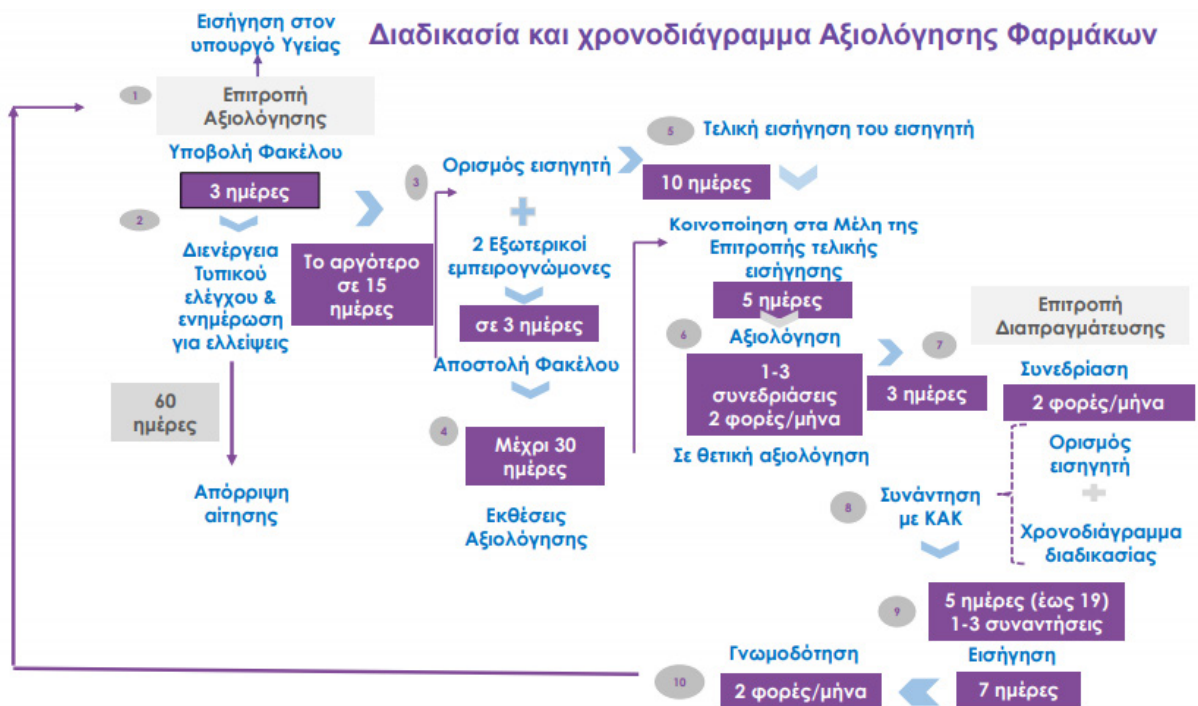 Εισήγηση στον
υπουργό Υγείας
Διαδικασία και χρονοδιάγραμμα Αξιολόγησης Φαρμάκων
1
Επιτροπή
Αξιολόγησης
Υποβολή Φακέλου
3 ημέρες
2
Διενέργεια
Τυπικού
ελέγχου &
ενημέρωση
για ελλείψεις
60
ημέρες
Απόρριψη
αίτησης
Το αργότερο
σε 15
ημέρες
3
Ορισμός εισηγητή
2 Εξωτερικοί
εμπειρογνώμονες
σε 3 ημέρες
Αποστολή Φακέλου
4
Μέχρι 30
ημέρες
Εκθέσεις
Αξιολόγησης
5
Τελική εισήγηση του εισηγητή
10 ημέρες
Κοινοποίηση στα Μέλη της
Επιτροπής τελικής
εισήγησης
5 ημέρες
6
Αξιολόγηση
1-3
συνεδριάσεις
2 φορές/μήνα
Σε θετική αξιολόγηση
7
3 ημέρες
Επιτροπή
Διαπραγμάτευσης
Συνεδρίαση
2 φορές/μήνα
Ορισμός
εισηγητή
Χρονοδιάγραμμα
διαδικασίας
8
Συνάντηση
με ΚΑΚ
9
5 ημέρες (έως 19)
1-3 συναντήσεις
Εισήγηση
7 ημέρες
Γνωμοδότηση
10
2 φορές/μήνα